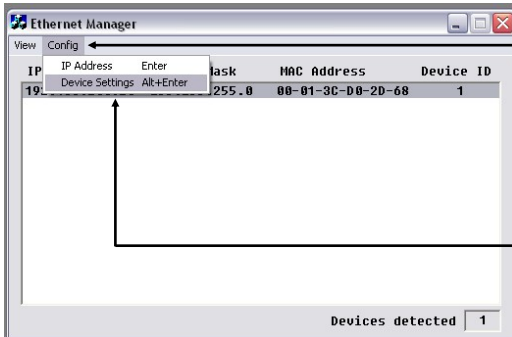 Ethernet Manager
View Config
IP Address Enter
Device Settings Alt+Enter
IP Mask MAC Address Device ID
255.0 00-01-3C-D0-2D-68 1
Devices detected 1